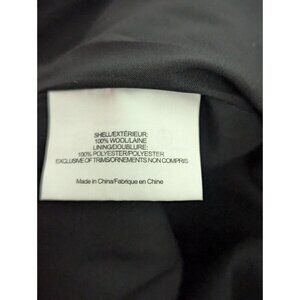 SHELL/EXTÉRIEUR:
100% WOOL/LAINE
LINING/DOUBLURE:
100% POLYESTER/POLYESTER
EXCLUSIVE OF TRIMS/ORNEMENTS NON COMPRIS
Made in China/Fabrique en Chine